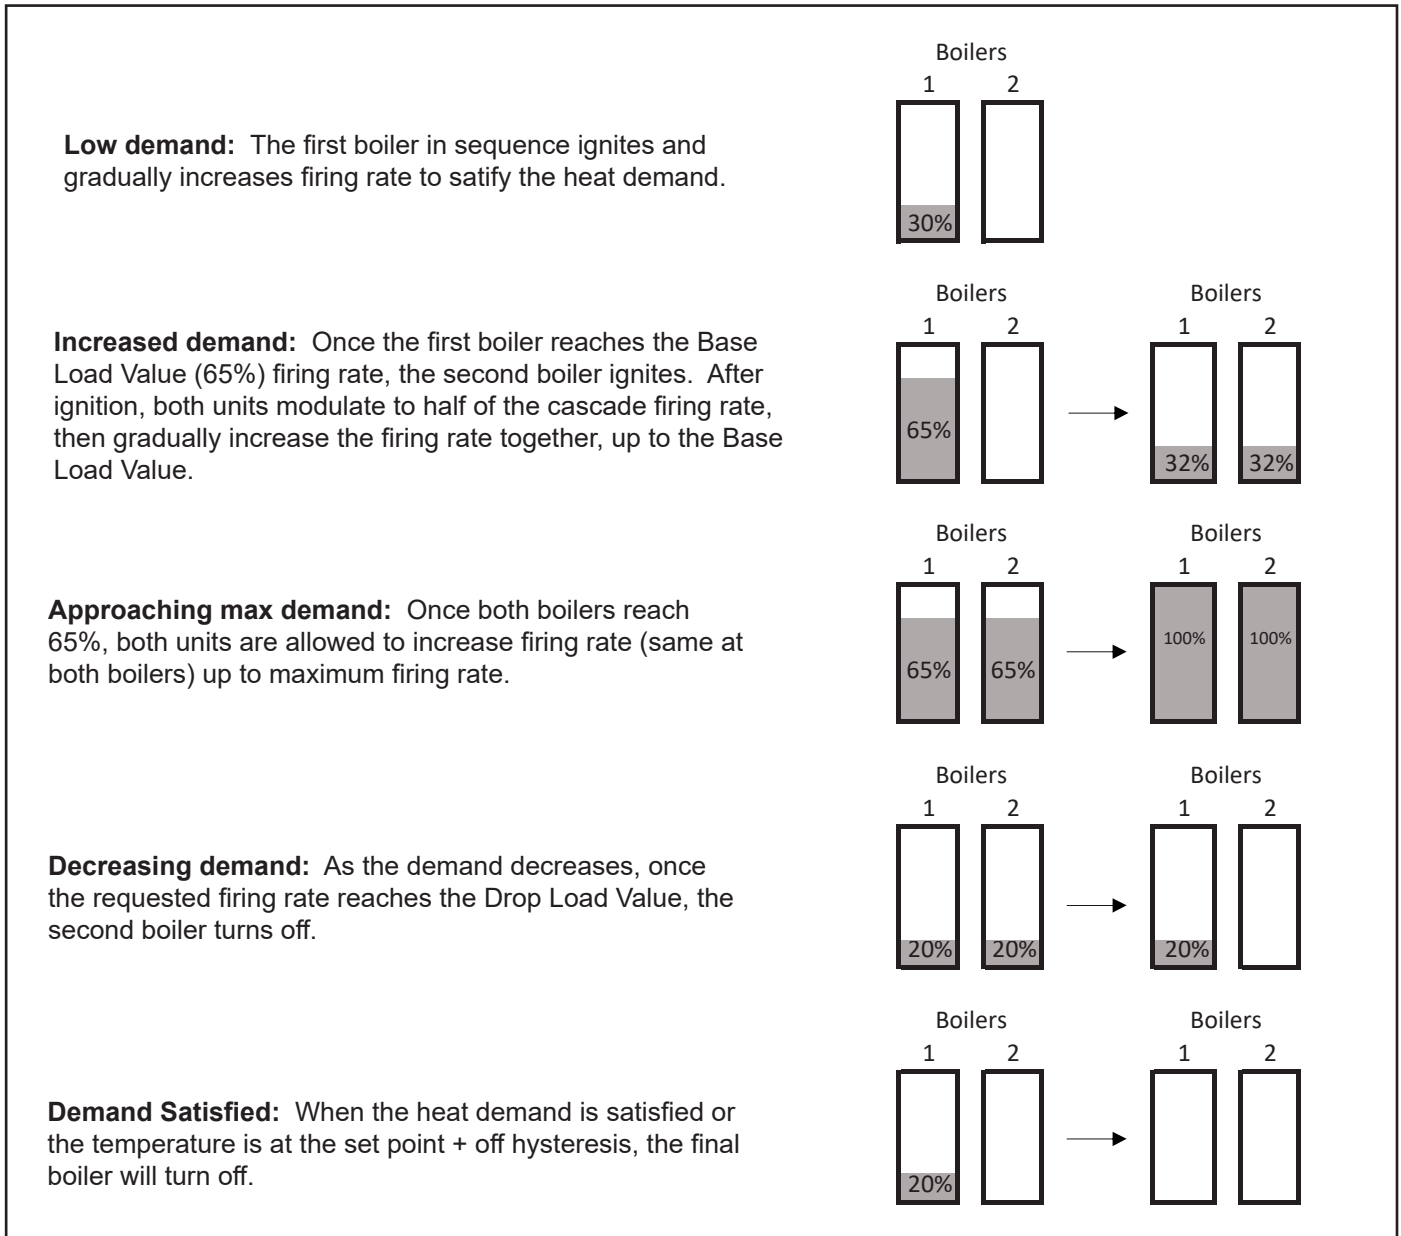 Boilers
1 2
Low demand: The first boiler in sequence ignites and
gradually increases firing rate to satify the heat demand.
30%
Boilers Boilers
1 2 1 2
Increased demand: Once the first boiler reaches the Base
Load Value (65%) firing rate, the second boiler ignites. After
ignition, both units modulate to half of the cascade firing rate,
then gradually increase the firing rate together, up to the Base
Load Value.
65% 32% 32%
Boilers Boilers
1 2 1 2
Approaching max demand: Once both boilers reach
65%, both units are allowed to increase firing rate (same at
both boilers) up to maximum firing rate.
65% 65% 100% 100%
Boilers Boilers
1 2 1 2
Decreasing demand: As the demand decreases, once
the requested firing rate reaches the Drop Load Value, the
second boiler turns off.
20% 20% 20%
Boilers Boilers
1 2 1 2
Demand Satisfied: When the heat demand is satisfied or
the temperature is at the set point + off hysteresis, the final
boiler will turn off.
20%